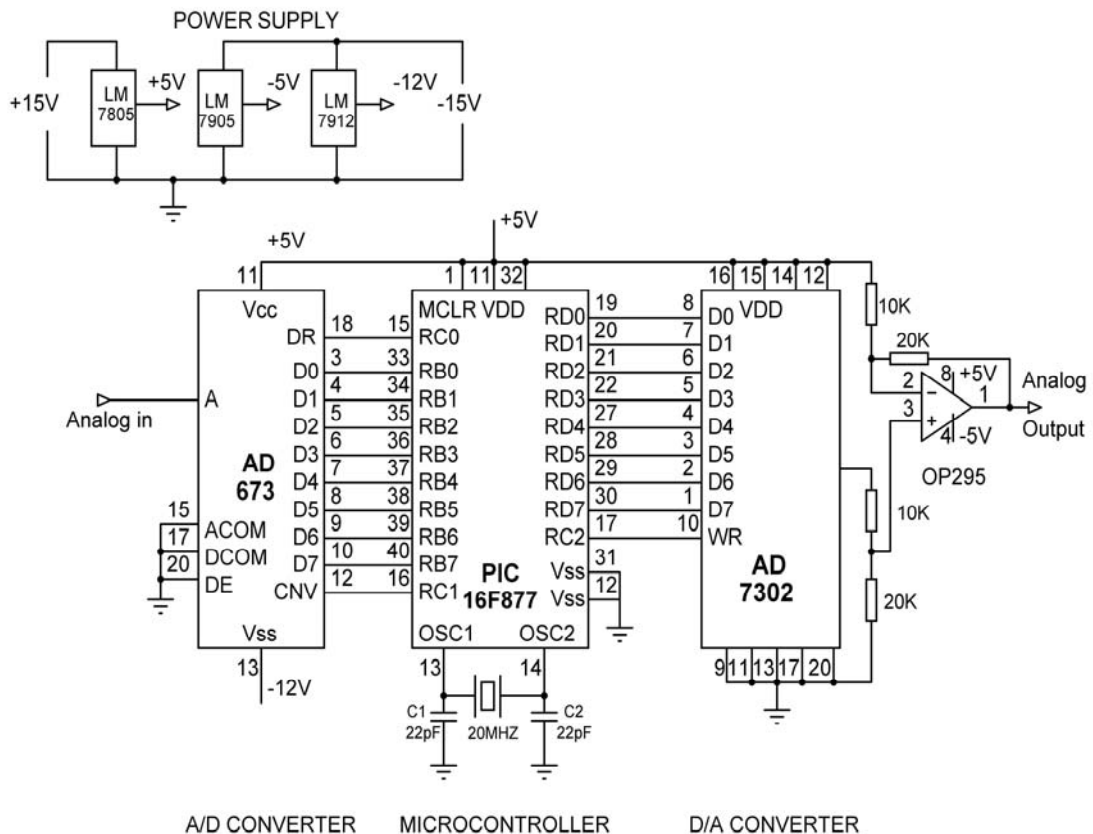 POWER SUPPLY
+15V
LM
7805
+5V
LM
7905
-5V
LM
7912
-12V
-15V
+5V
+5V
11
Vcc
A
Analog in
AD
673
15
ACOM
17
DCOM
20
DE
Vss
13
-12V
DR
18
D0
3
D1
4
D2
5
D3
6
D4
7
D5
8
D6
9
D7
10
CNV
12
1
11
32
MCLR
VDD
15
RC0
33
RB0
34
RB1
35
RB2
36
RB3
37
RB4
38
RB5
39
RB6
40
RB7
16
RC1
PIC
16F877
RD0
19
RD1
20
RD2
21
RD3
22
RD4
27
RD5
28
RD6
29
RD7
30
RC2
17
Vss
31
Vss
12
OSC1
OSC2
13
14
C1
22pF
20MHZ
C2
22pF
16
15
14
12
VDD
8
D0
7
D1
6
D2
5
D3
4
D4
3
D5
2
D6
1
D7
10
WR
AD
7302
9
11
13
17
20
10K
20K
2
−
3
+
8
+5V
4
-5V
1
Analog
Output
OP295
10K
20K
A/D CONVERTER
MICROCONTROLLER
D/A CONVERTER